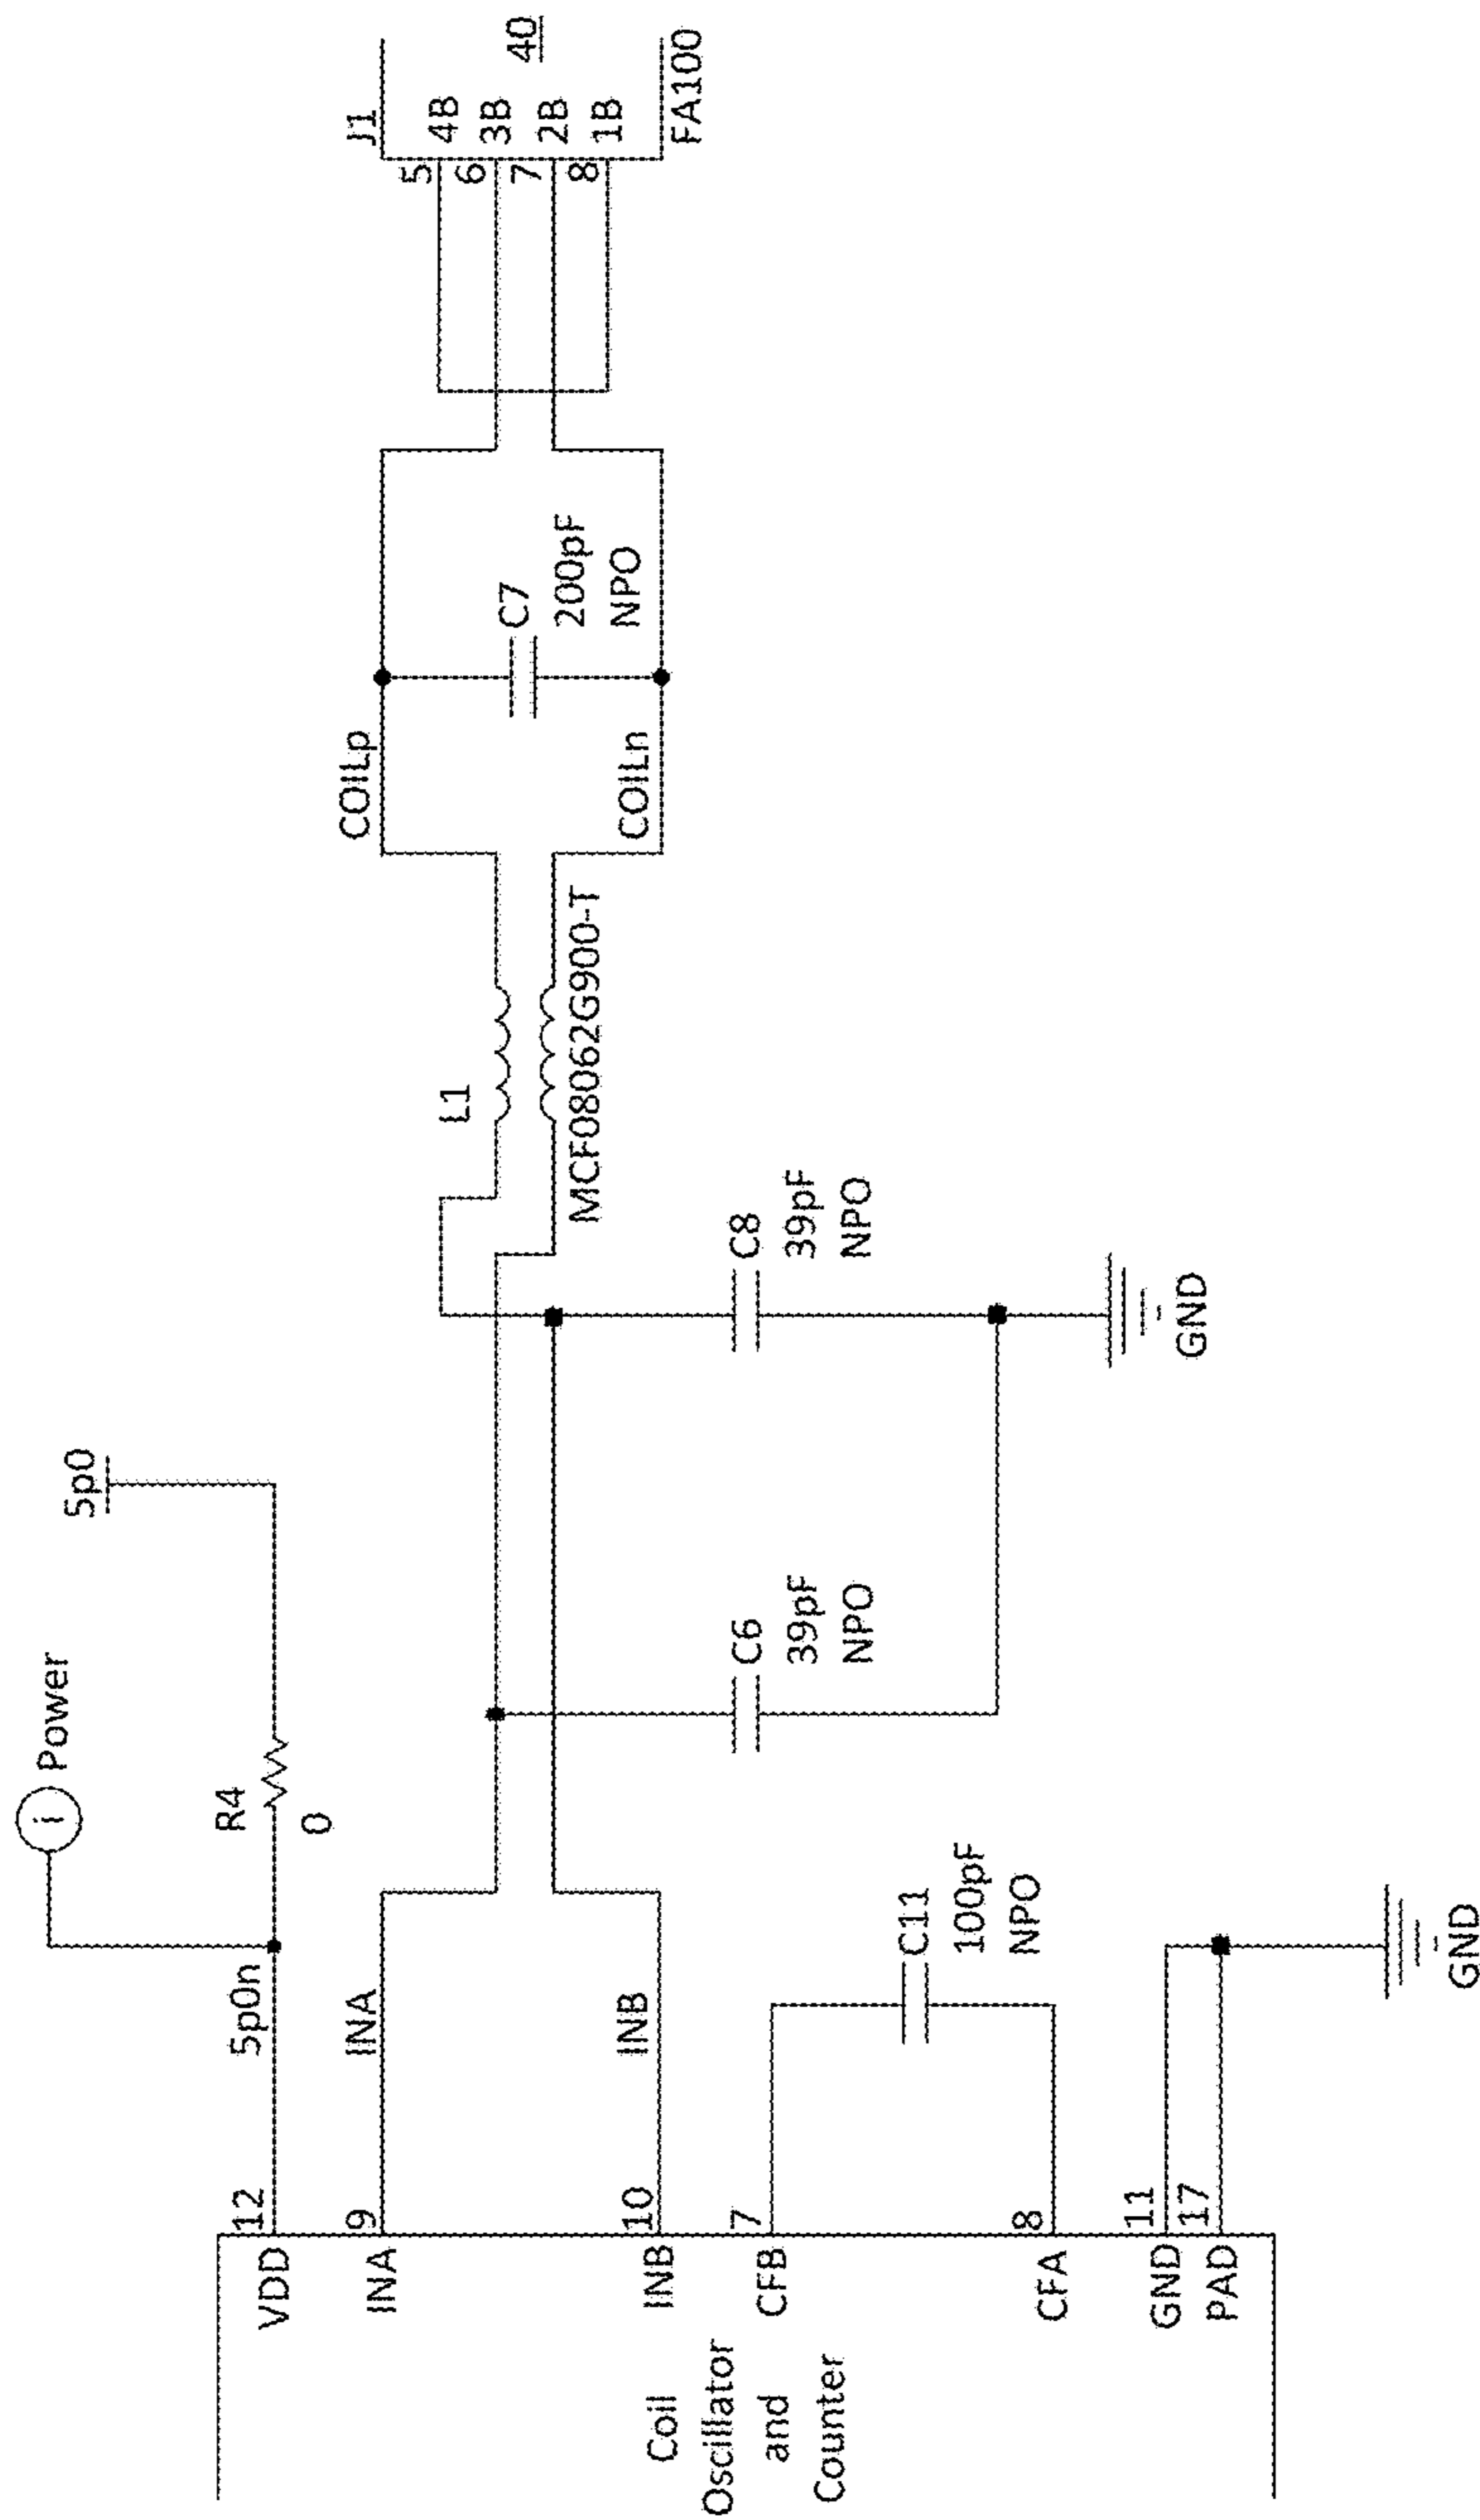 Power
i
5p0
R4
0
5p0n
12
VDD
9
INA
INA
10
INB
INB
7
CFB
8
CFA
11
GND
17
PAD
Coil
Oscillator
and
Counter
C11
100pF
NPO
GND
C6
39pF
NPO
C8
39pF
NPO
GND
L1
MCF08062G900-T
COILp
COILn
C7
200pF
NPO
J1
5
4B
6
3B
7
2B
8
1B
40
FA100